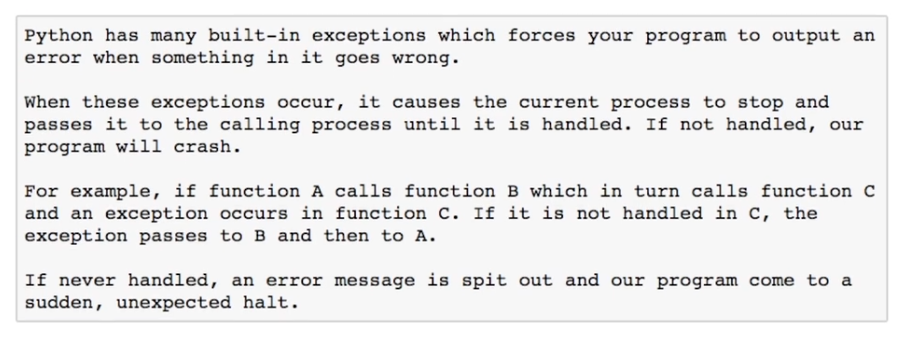 Python has many built-in exceptions which forces your program to output an
error when something in it goes wrong.
When these exceptions occur, it causes the current process to stop and
passes it to the calling process until it is handled. If not handled, our
program will crash.
For example, if function A calls function B which in turn calls function C
and an exception occurs in function C. If it is not handled in C, the
exception passes to B and then to A.
If never handled, an error message is spit out and our program come to a
sudden, unexpected halt.